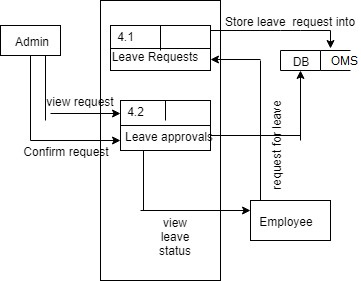 Store leave request into
4.1
Admin
Leave Requests
DB
OMS
view request
4.2
Leave approvals
Confirm request
request for leave
view
leave
status
Employee